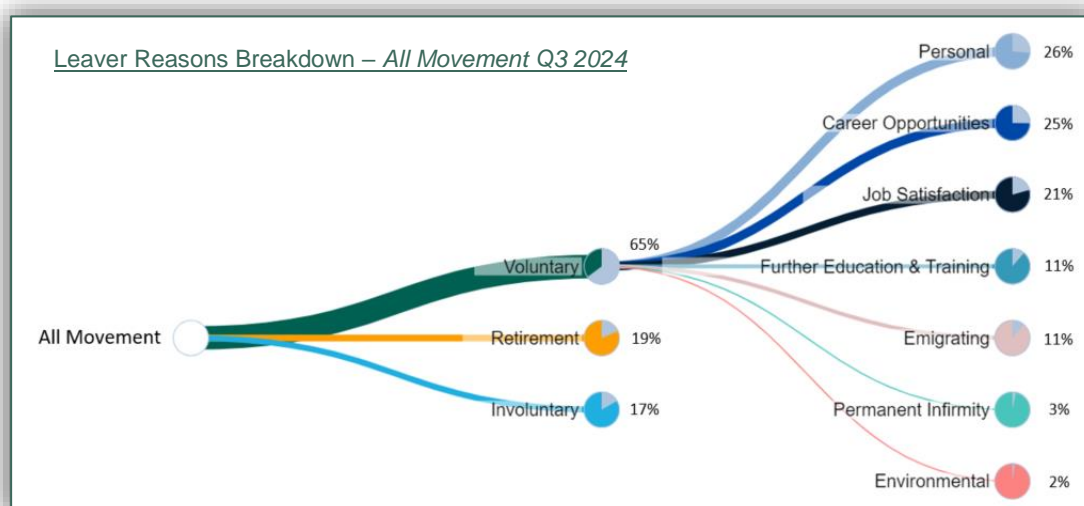 Leaver Reasons Breakdown – All Movement Q3 2024
Personal 26%
Career Opportunities 25%
Job Satisfaction 21%
65%
Voluntary
Further Education & Training 11%
All Movement
Retirement 19%
Emigrating 11%
Involuntary 17%
Permanent Infirmity 3%
Environmental 2%